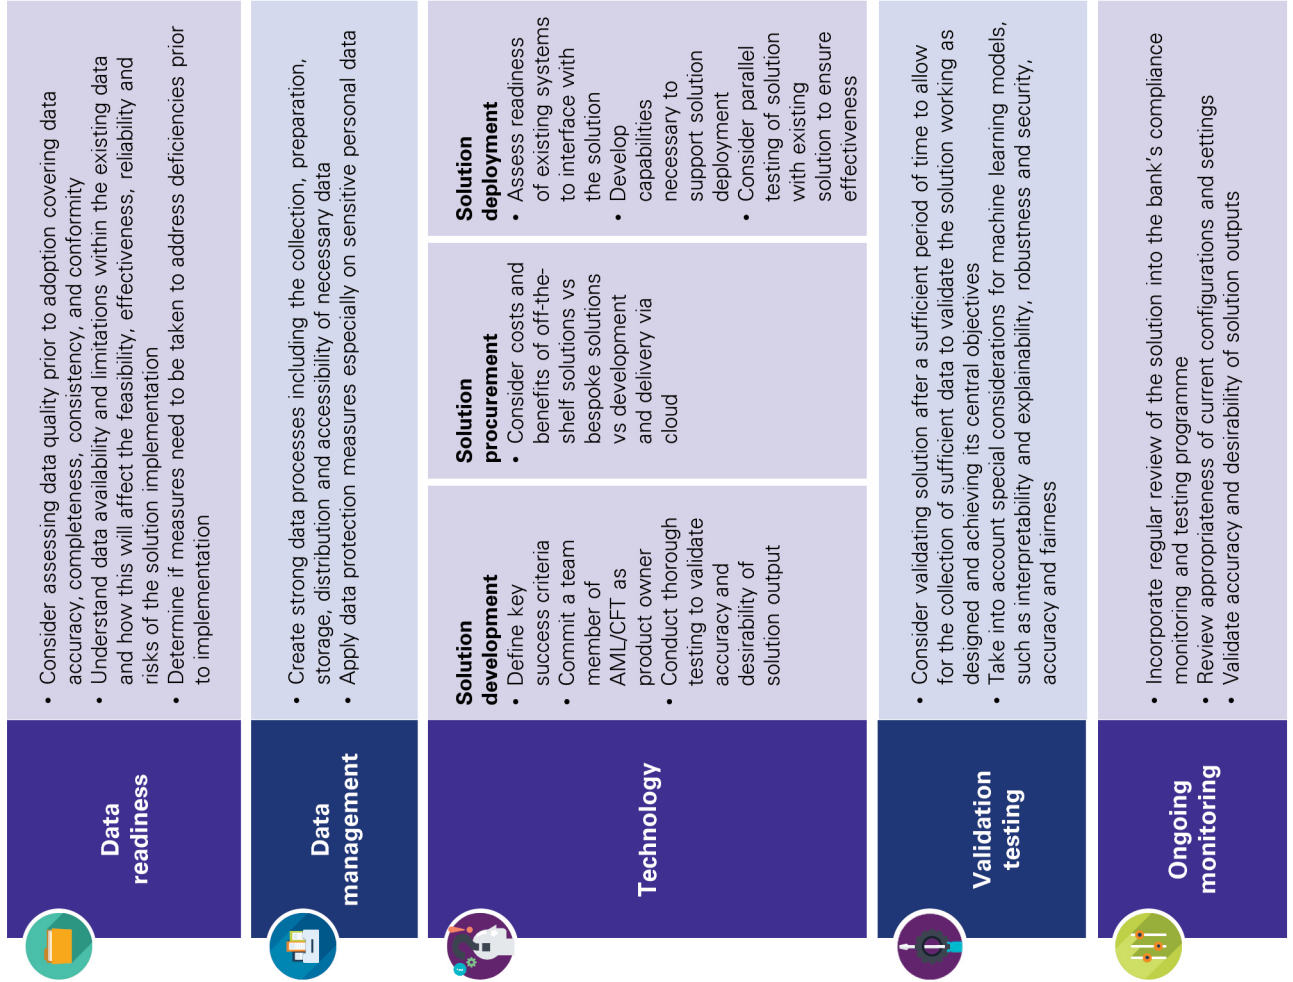 Data
readiness
• Consider assessing data quality prior to adoption covering data
accuracy, completeness, consistency, and conformity
• Understand data availability and limitations within the existing data
and how this will affect the feasibility, effectiveness, reliability and
risks of the solution implementation
• Determine if measures need to be taken to address deficiencies prior
to implementation
Data
management
• Create strong data processes including the collection, preparation,
storage, distribution and accessibility of necessary data
• Apply data protection measures especially on sensitive personal data
Technology
Solution
development
• Define key
success criteria
• Commit a team
member of
AML/CFT as
product owner
• Conduct thorough
testing to validate
accuracy and
desirability of
solution output
Solution
procurement
• Consider costs and
benefits of off-the-
shelf solutions vs
bespoke solutions
vs development
and delivery via
cloud
Solution
deployment
• Assess readiness
of existing systems
to interface with
the solution
• Develop
capabilities
necessary to
support solution
deployment
• Consider parallel
testing of solution
with existing
solution to ensure
effectiveness
Validation
testing
• Consider validating solution after a sufficient period of time to allow
for the collection of sufficient data to validate the solution working as
designed and achieving its central objectives
• Take into account special considerations for machine learning models,
such as interpretability and explainability, robustness and security,
accuracy and fairness
Ongoing
monitoring
• Incorporate regular review of the solution into the bank's compliance
monitoring and testing programme
• Review appropriateness of current configurations and settings
• Validate accuracy and desirability of solution outputs